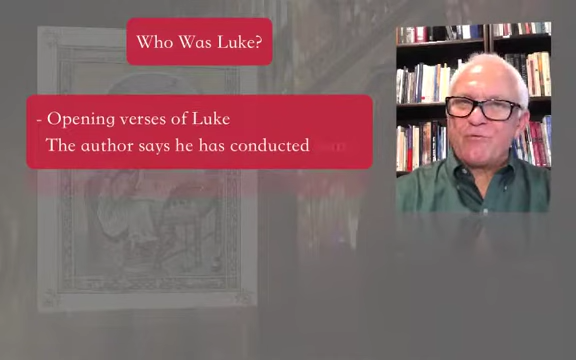 Who Was Luke?
- Opening verses of Luke
The author says he has conducted